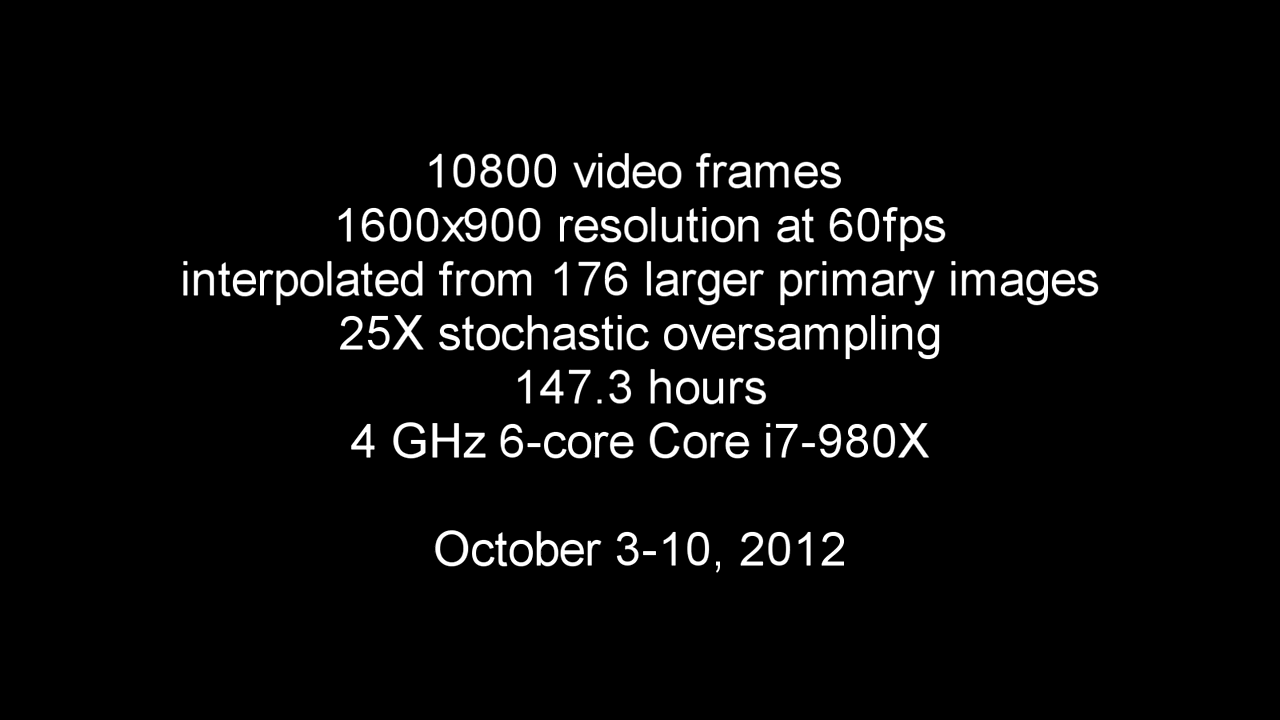 10800 video frames
1600x900 resolution at 60fps
interpolated from 176 larger primary images
25X stochastic oversampling
147.3 hours
4 GHz 6-core Core i7-980X
October 3-10, 2012